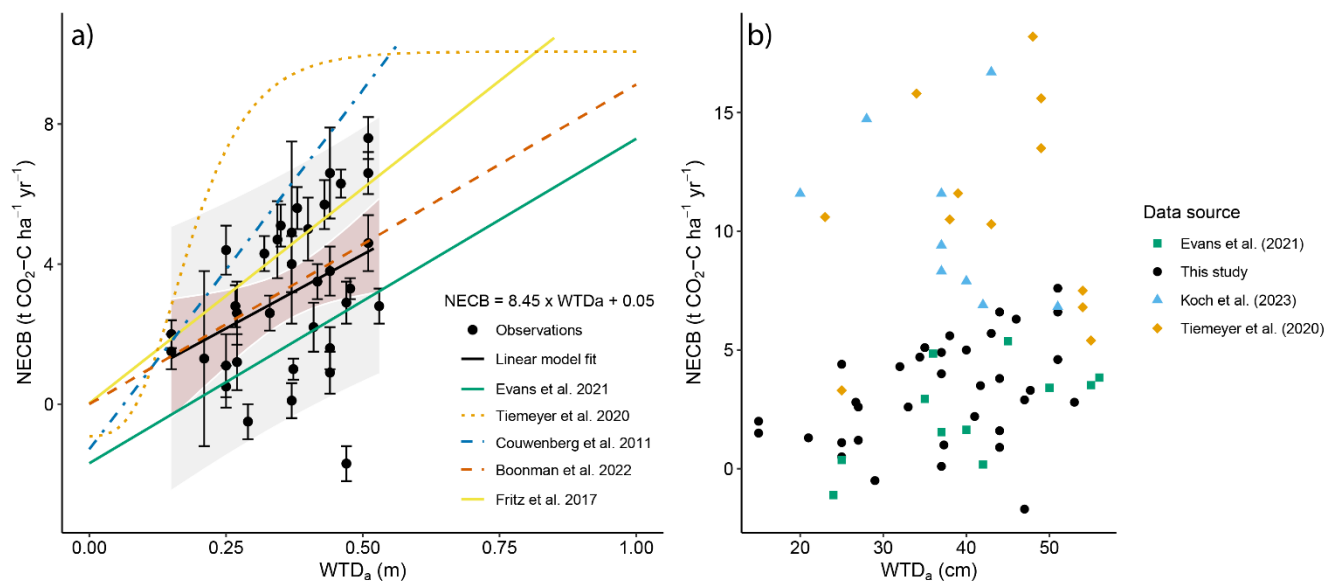 a)
NECB (t CO₂−C ha⁻¹ yr⁻¹)
8
4
0
0.00
0.25
0.50
0.75
1.00
WTDₐ (m)
NECB = 8.45 x WTDa + 0.05
Observations
Linear model fit
Evans et al. 2021
Tiemeyer et al. 2020
Couwenberg et al. 2011
Boonman et al. 2022
Fritz et al. 2017
b)
NECB (t CO₂−C ha⁻¹ yr⁻¹)
15
10
5
0
20
30
40
50
WTDₐ (cm)
Data source
Evans et al. (2021)
This study
Koch et al. (2023)
Tiemeyer et al. (2020)